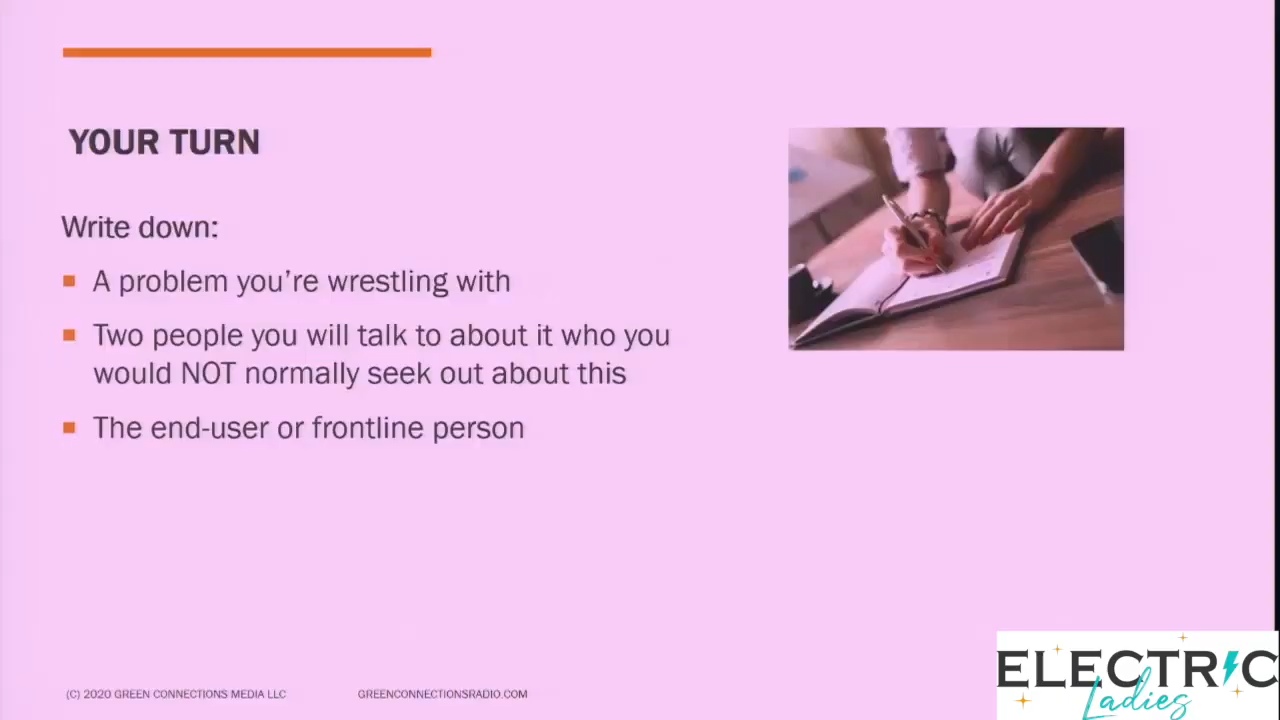 YOUR TURN
Write down:
A problem you’re wrestling with
Two people you will talk to about it who you
would NOT normally seek out about this
The end-user or frontline person
(C) 2020 GREEN CONNECTIONS MEDIA LLC
GREENCONNECTIONSRADIO.COM
ELECTRIC
Ladies